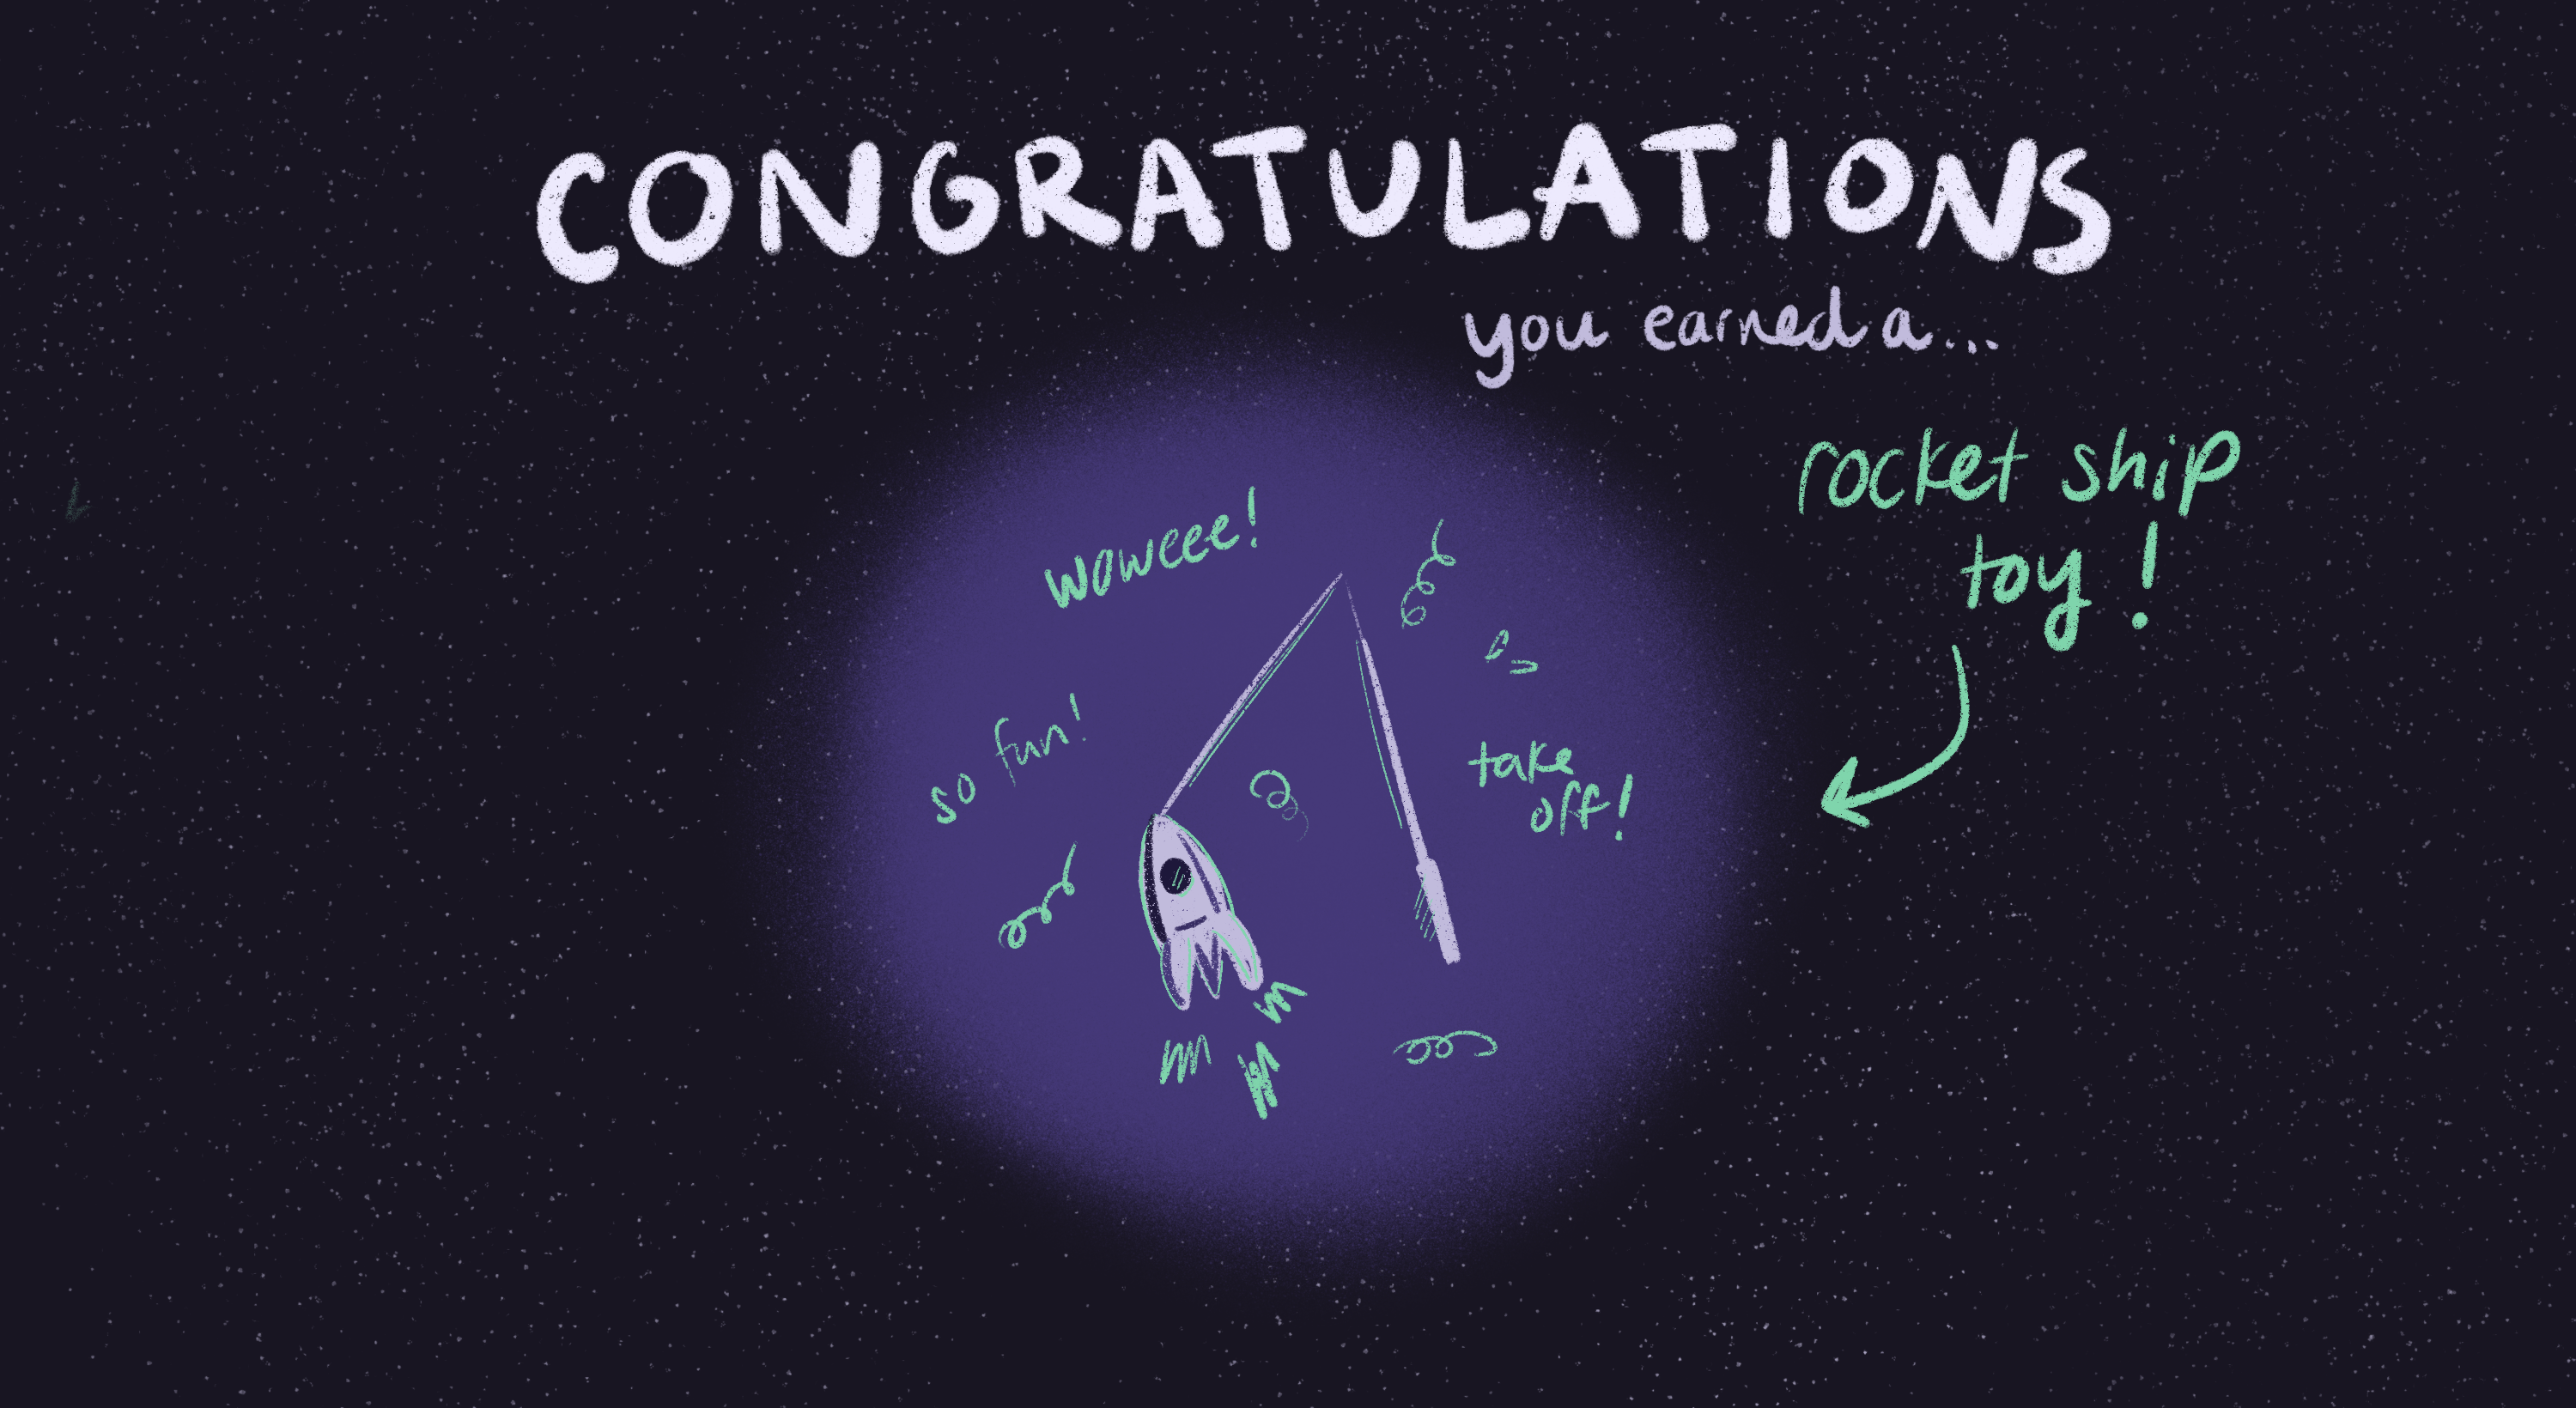 CONGRATULATIONS
you earned a...
rocket ship
toy!
woweee!
so fun!
take
off!